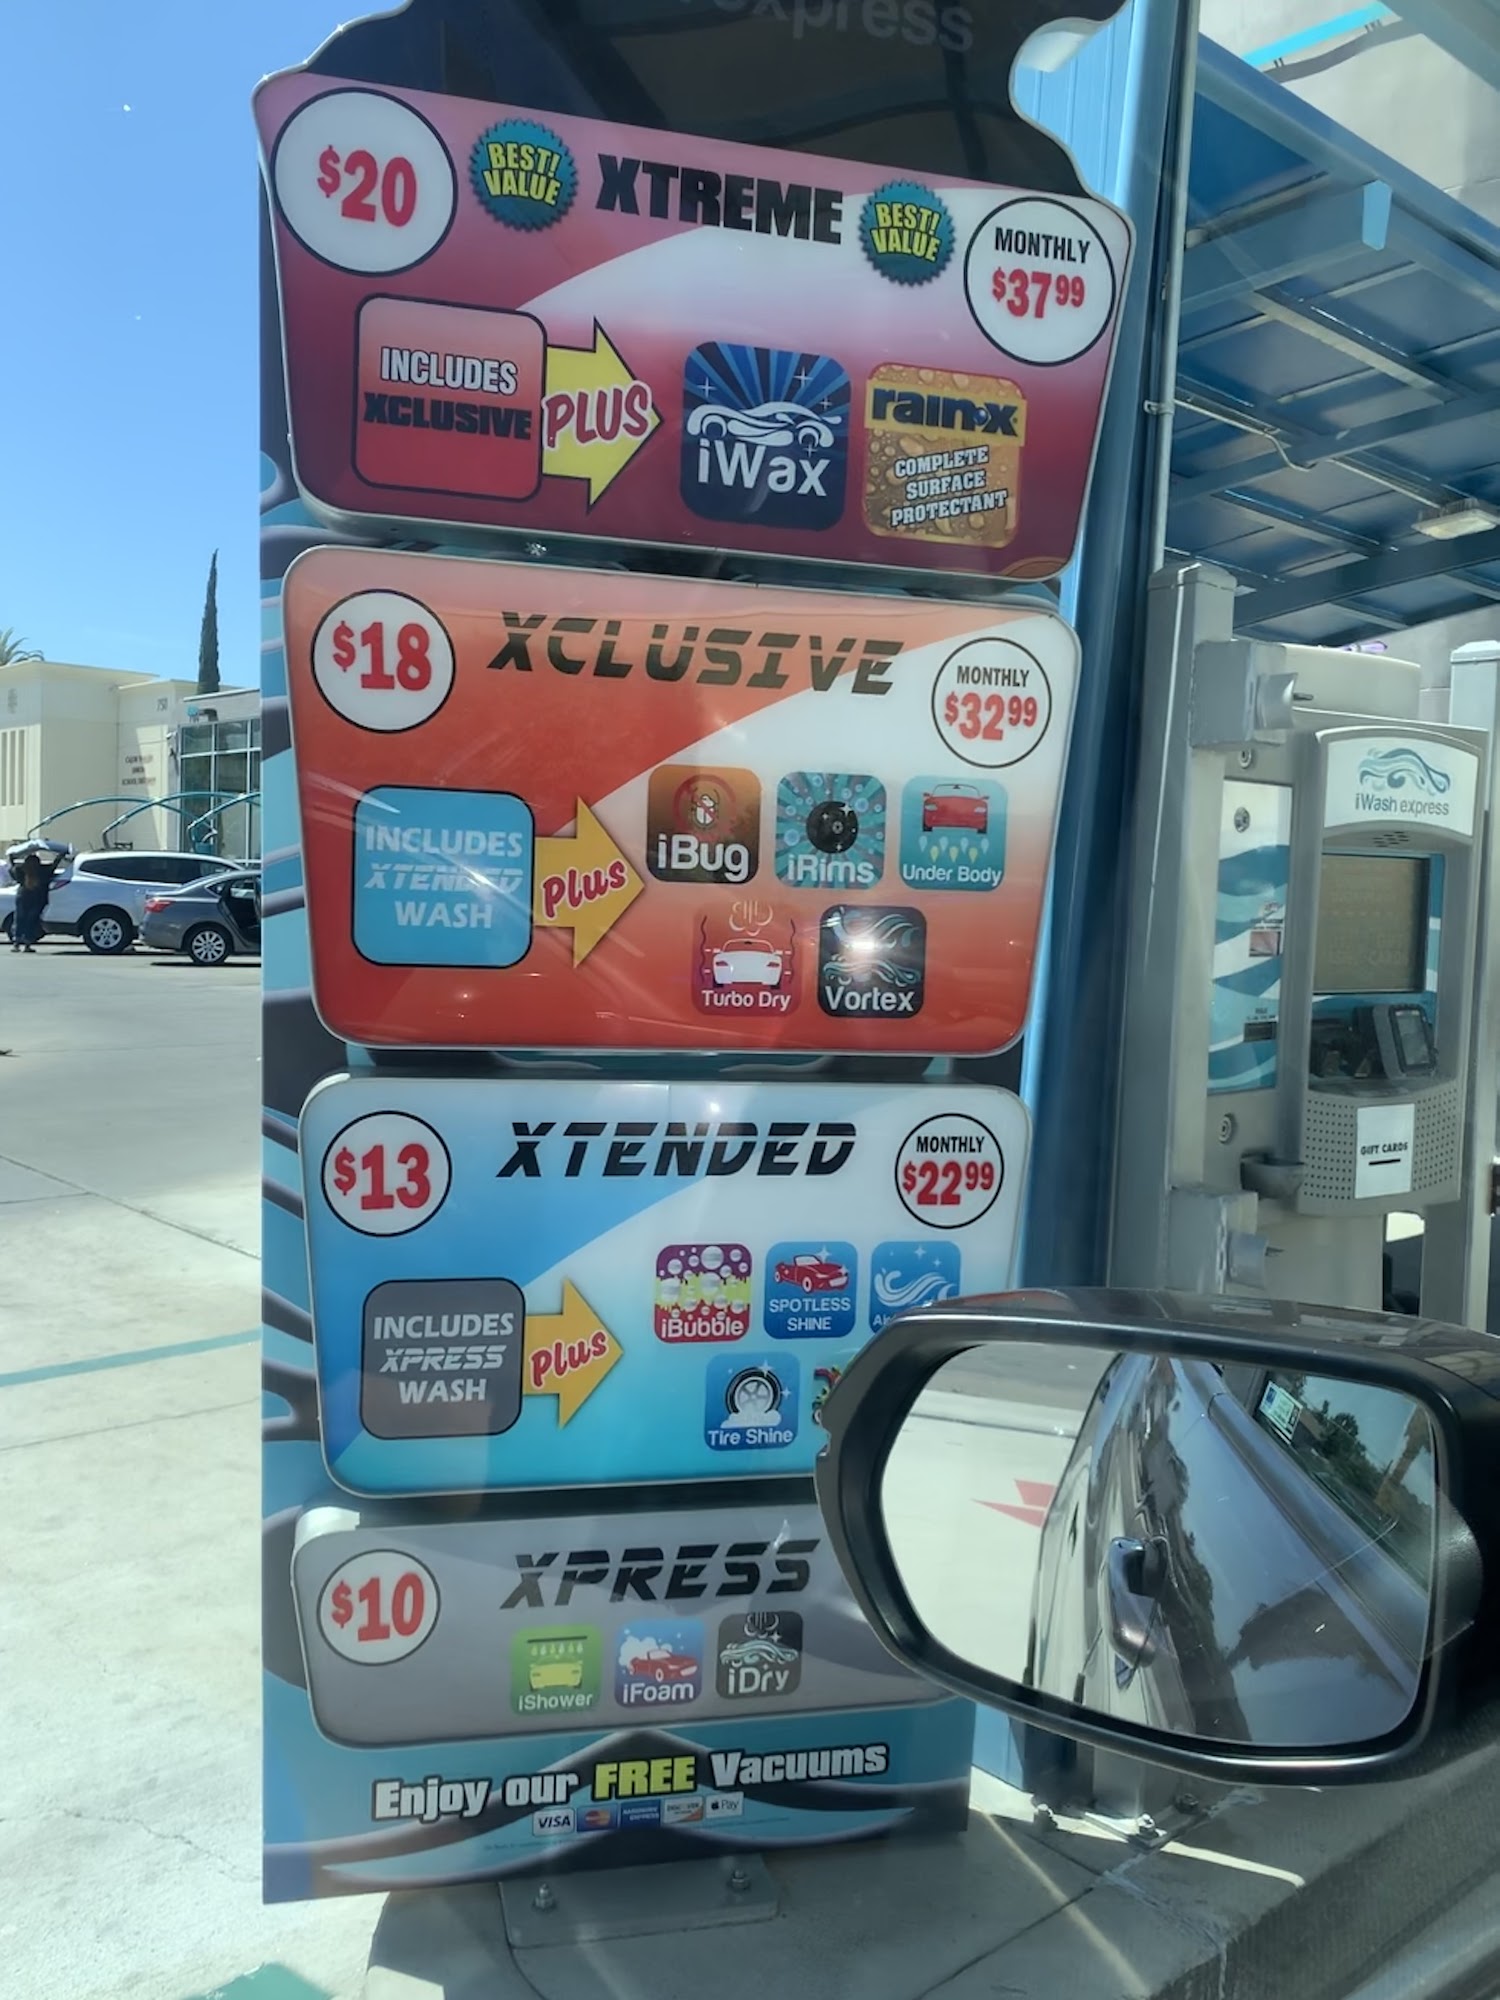 express
$20
BEST!
VALUE
XTREME
BEST!
VALUE
MONTHLY
$37 99
INCLUDES
XCLUSIVE
PLUS
iWax
rain-x
COMPLETE
SURFACE
PROTECTANT
$18
XCLUSIVE
MONTHLY
$32 99
INCLUDES
XTENDED
WASH
Plus
iBug
iRims
Under Body
Turbo Dry
Vortex
$13
XTENDED
MONTHLY
$22 99
INCLUDES
XPRESS
WASH
Plus
iBubble
SPOTLESS
SHINE
Tire Shine
$10
XPRESS
iShower
iFoam
iDry
Enjoy our FREE Vacuums
VISA
Pay
iWash express
GIFT CARDS